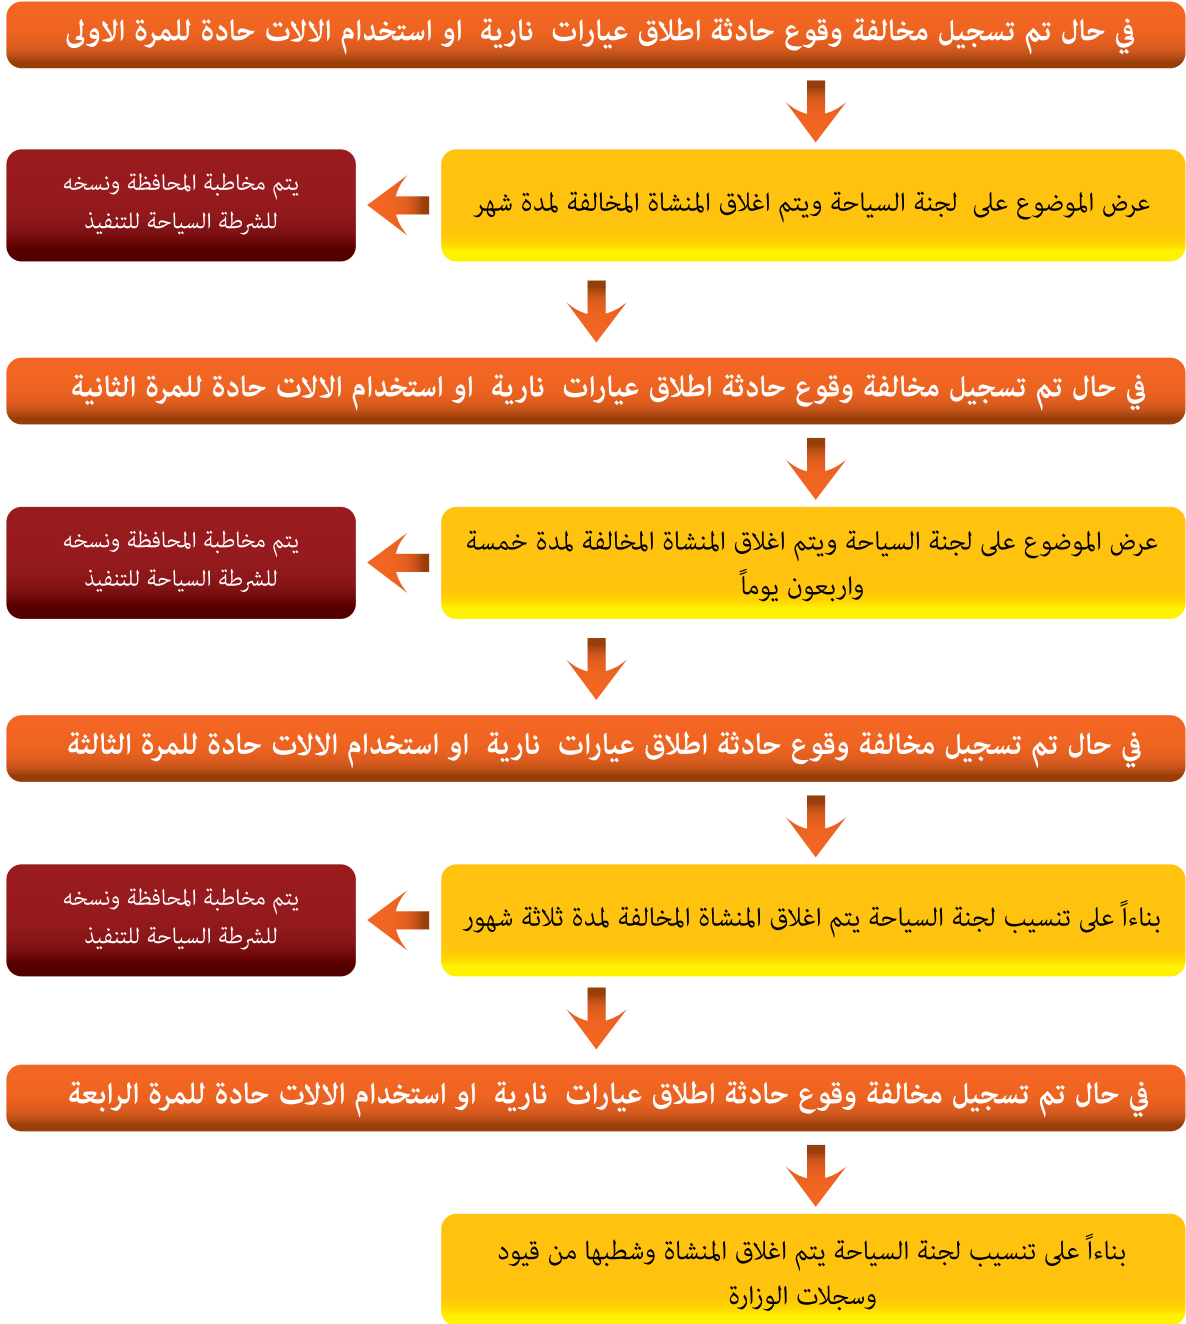 في حال تم تسجيل مخالفة وقوع حادثة اطلاق عيارات نارية او استخدام الالات حادة للمرة الاولى
عرض الموضوع على لجنة السياحة ويتم اغلاق المنشاة المخالفة لمدة شهر
يتم مخاطبة المحافظة ونسخه
للشرطة السياحة للتنفيذ
في حال تم تسجيل مخالفة وقوع حادثة اطلاق عيارات نارية او استخدام الالات حادة للمرة الثانية
عرض الموضوع على لجنة السياحة ويتم اغلاق المنشاة المخالفة لمدة خمسة
واربعون يوماً
يتم مخاطبة المحافظة ونسخه
للشرطة السياحة للتنفيذ
في حال تم تسجيل مخالفة وقوع حادثة اطلاق عيارات نارية او استخدام الالات حادة للمرة الثالثة
بناءاً على تنسيب لجنة السياحة يتم اغلاق المنشاة المخالفة لمدة ثلاثة شهور
يتم مخاطبة المحافظة ونسخه
للشرطة السياحة للتنفيذ
في حال تم تسجيل مخالفة وقوع حادثة اطلاق عيارات نارية او استخدام الالات حادة للمرة الرابعة
بناءاً على تنسيب لجنة السياحة يتم اغلاق المنشاة وشطبها من قيود
وسجلات الوزارة